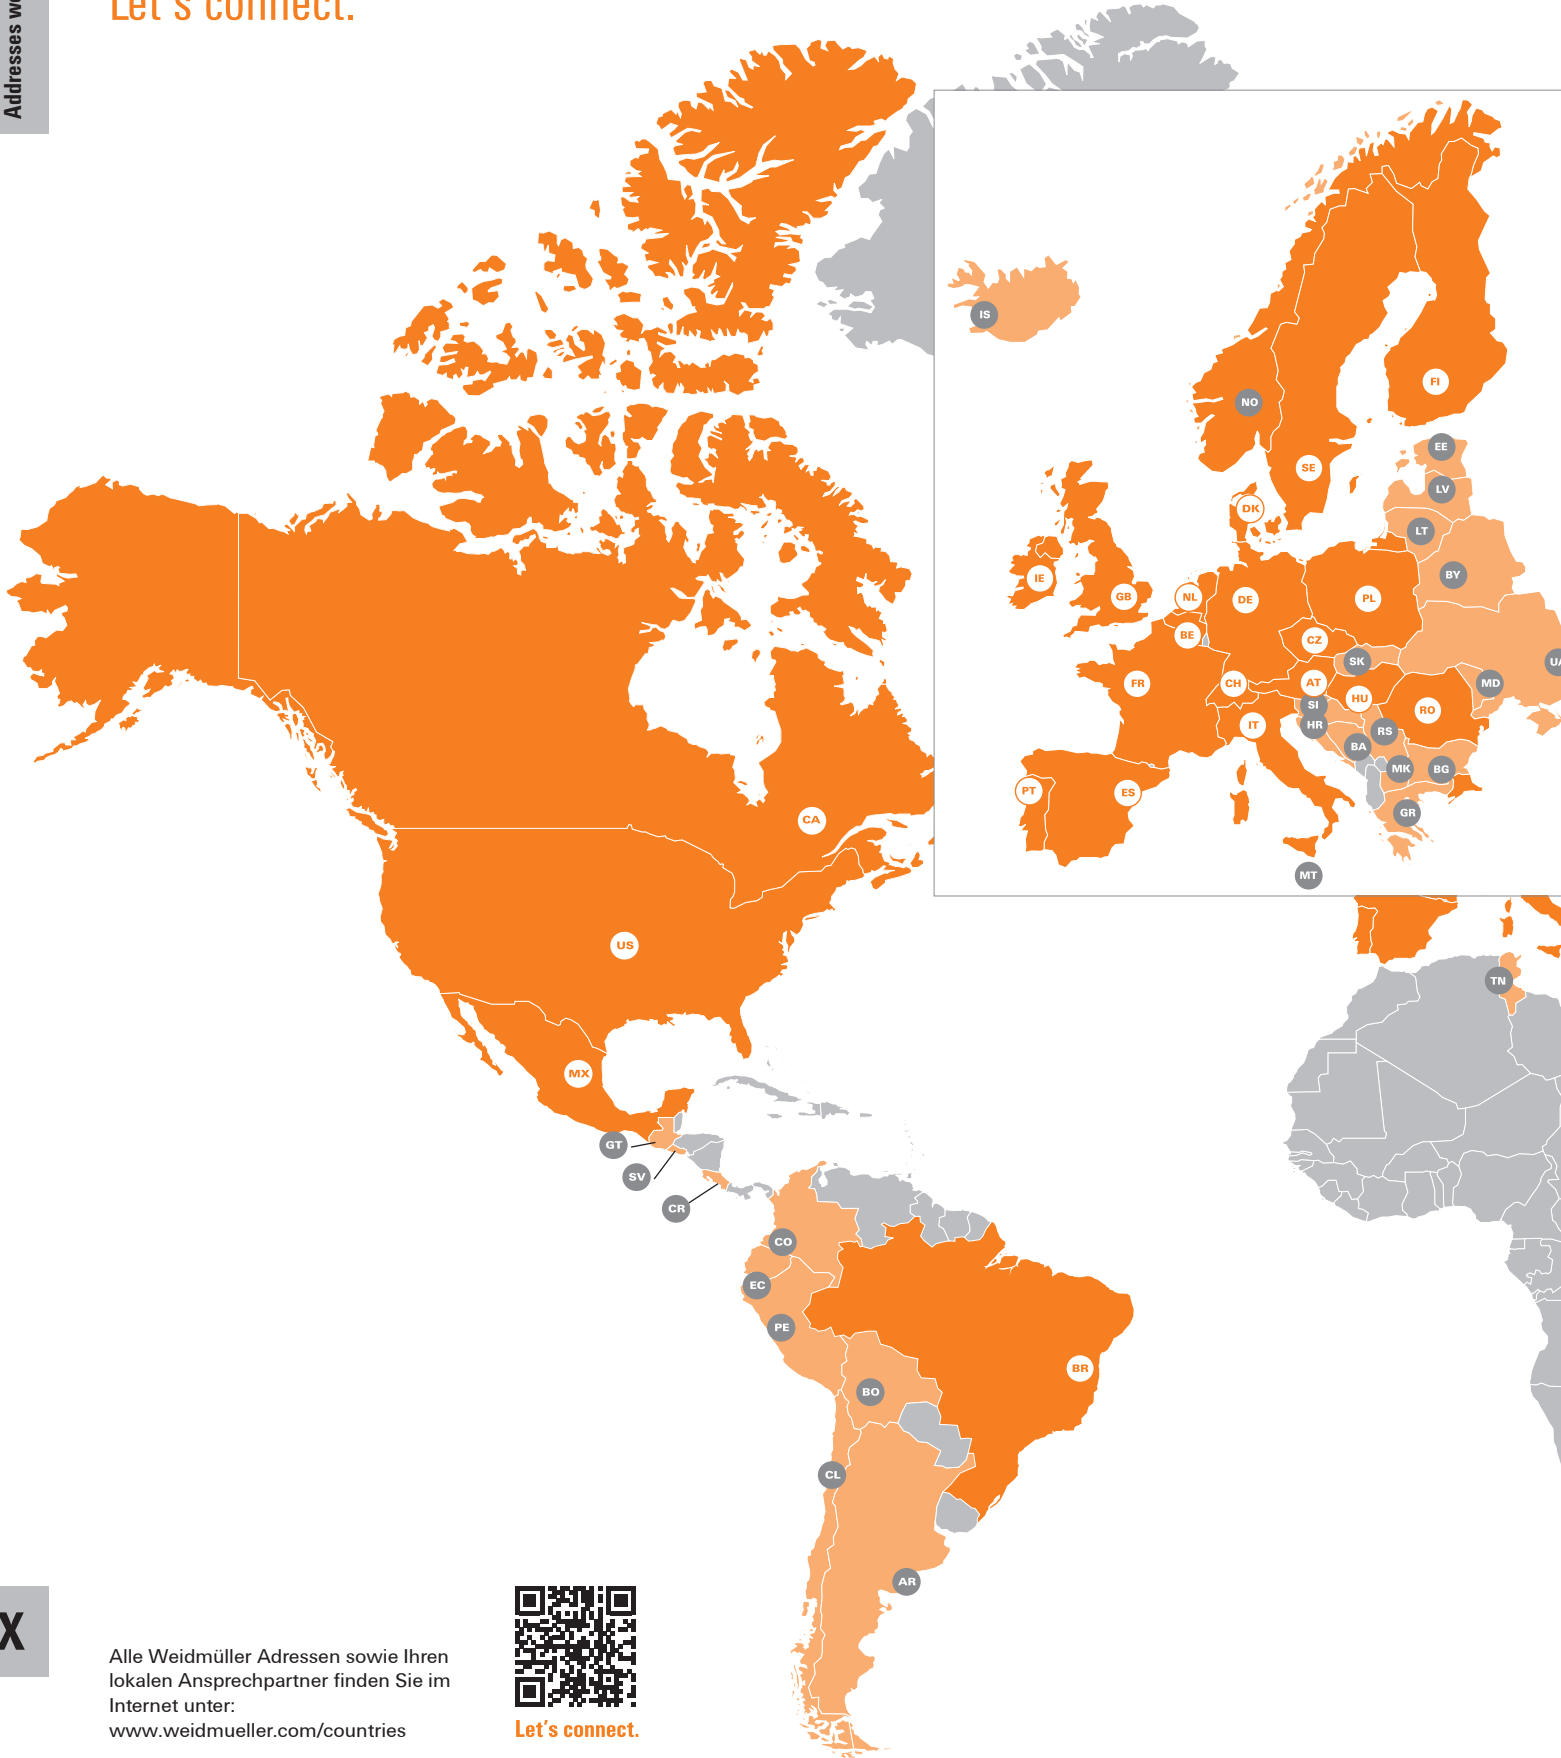 Let's connect.
Addresses wo
IS
NO
FI
SE
EE
LV
DK
LT
BY
IE
GB
NL
DE
PL
BE
CZ
SK
UA
FR
CH
AT
MD
SI
HU
RO
HR
IT
RS
BA
MK
BG
PT
ES
GR
MT
CA
US
TN
MX
GT
SV
CR
CO
EC
PE
BR
BO
CL
AR
X
Alle Weidmüller Adressen sowie Ihren
lokalen Ansprechpartner finden Sie im
Internet unter:
www.weidmueller.com/countries
Let's connect.